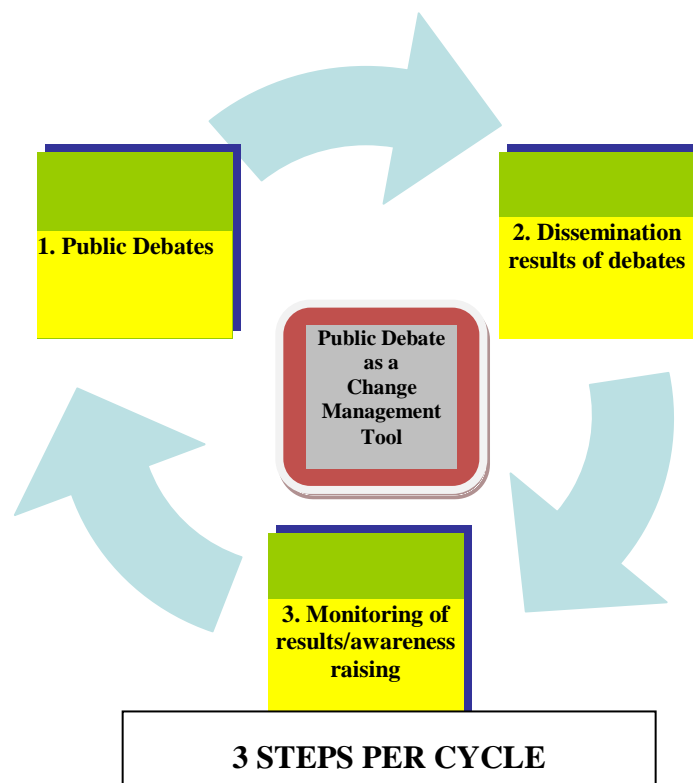 1. Public Debates
2. Dissemination
results of debates
Public Debate
as a
Change
Management
Tool
3. Monitoring of
results/awareness
raising
3 STEPS PER CYCLE